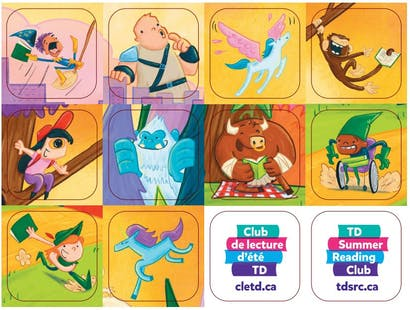 Club
de lecture
d'été
TD
cletd.ca
TD
Summer
Reading
Club
tdsrc.ca